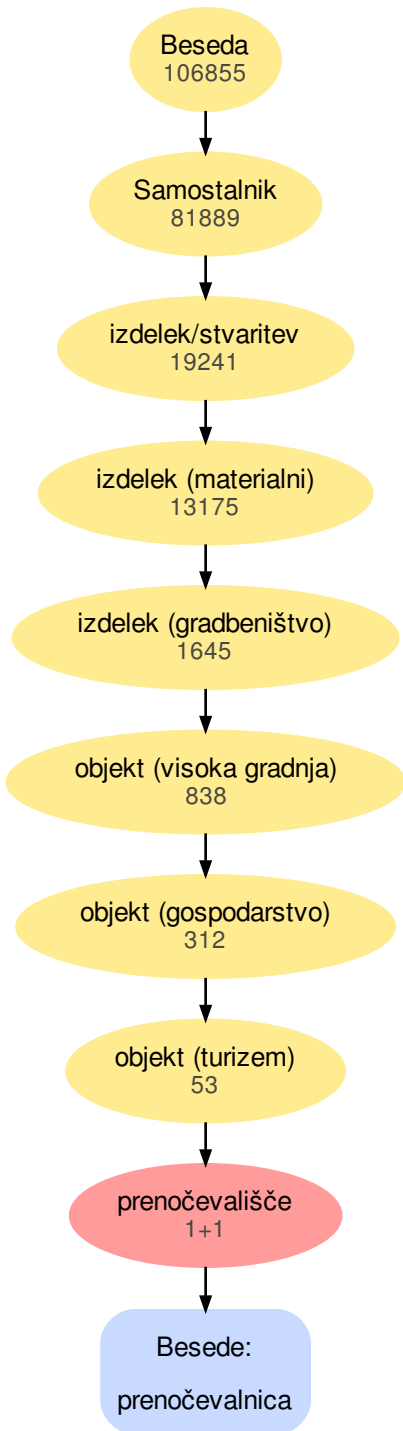 Beseda
106855
Samostalnik
81889
izdelek/stvaritev
19241
izdelek (materialni)
13175
izdelek (gradbeništvo)
1645
objekt (visoka gradnja)
838
objekt (gospodarstvo)
312
objekt (turizem)
53
prenočevališče
1+1
Besede:
prenočevalnica